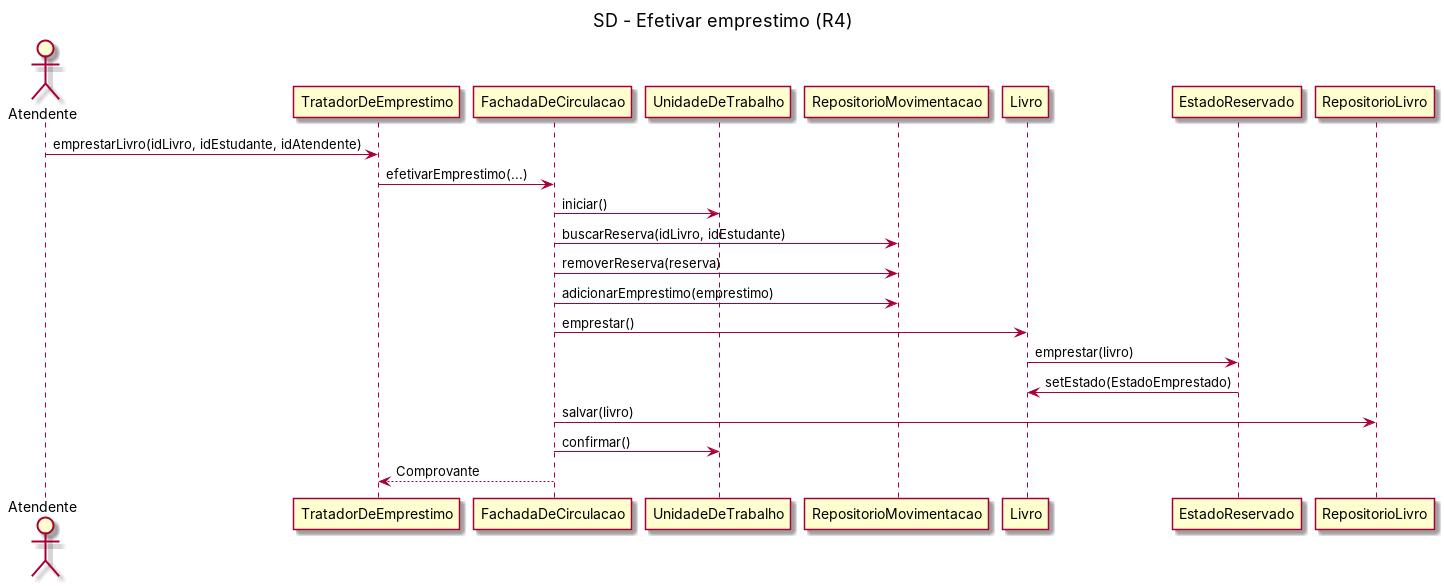 SD - Efetivar emprestimo (R4)
Atendente
TratadorDeEmprestimo
FachadaDeCirculacao
UnidadeDeTrabalho
RepositorioMovimentacao
Livro
EstadoReservado
RepositorioLivro
emprestarLivro(idLivro, idEstudante, idAtendente)
efetivarEmprestimo(...)
iniciar()
buscarReserva(idLivro, idEstudante)
removerReserva(reserva)
adicionarEmprestimo(emprestimo)
emprestar()
emprestar(livro)
setEstado(EstadoEmprestado)
salvar(livro)
confirmar()
Comprovante
Atendente
TratadorDeEmprestimo
FachadaDeCirculacao
UnidadeDeTrabalho
RepositorioMovimentacao
Livro
EstadoReservado
RepositorioLivro